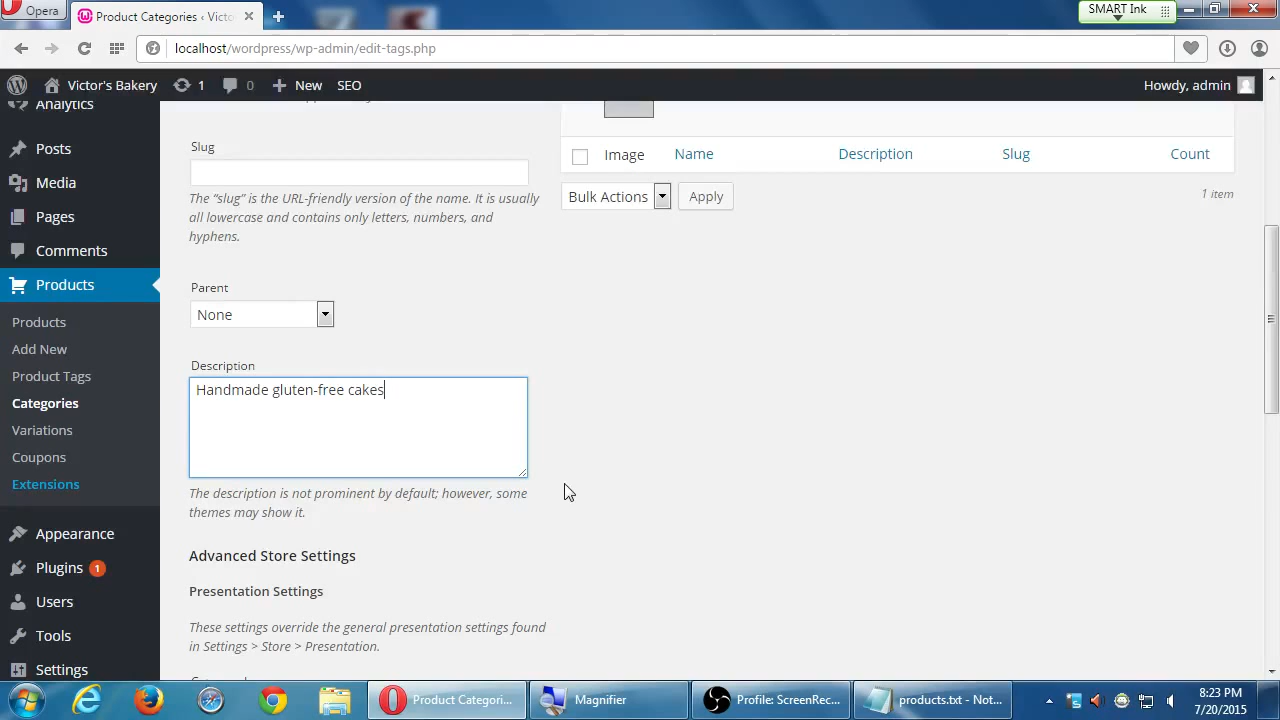 Opera
Product Categories ‹ Victor
SMART Ink
localhost/wordpress/wp-admin/edit-tags.php
Victor's Bakery 1 0 New SEO
Howdy, admin
Analytics
Posts
Media
Pages
Comments
Products
Products
Add New
Product Tags
Categories
Variations
Coupons
Extensions
Appearance
Plugins 1
Users
Tools
Settings
Slug
The “slug” is the URL-friendly version of the name. It is usually
all lowercase and contains only letters, numbers, and
hyphens.
Parent
None
Description
Handmade gluten-free cakes
The description is not prominent by default; however, some
themes may show it.
Advanced Store Settings
Presentation Settings
These settings override the general presentation settings found
in Settings > Store > Presentation.
Image Name Description Slug Count
Bulk Actions Apply
1 item
Product Categori...
Magnifier
Profile: ScreenRec...
products.txt - Not...
8:23 PM
7/20/2015